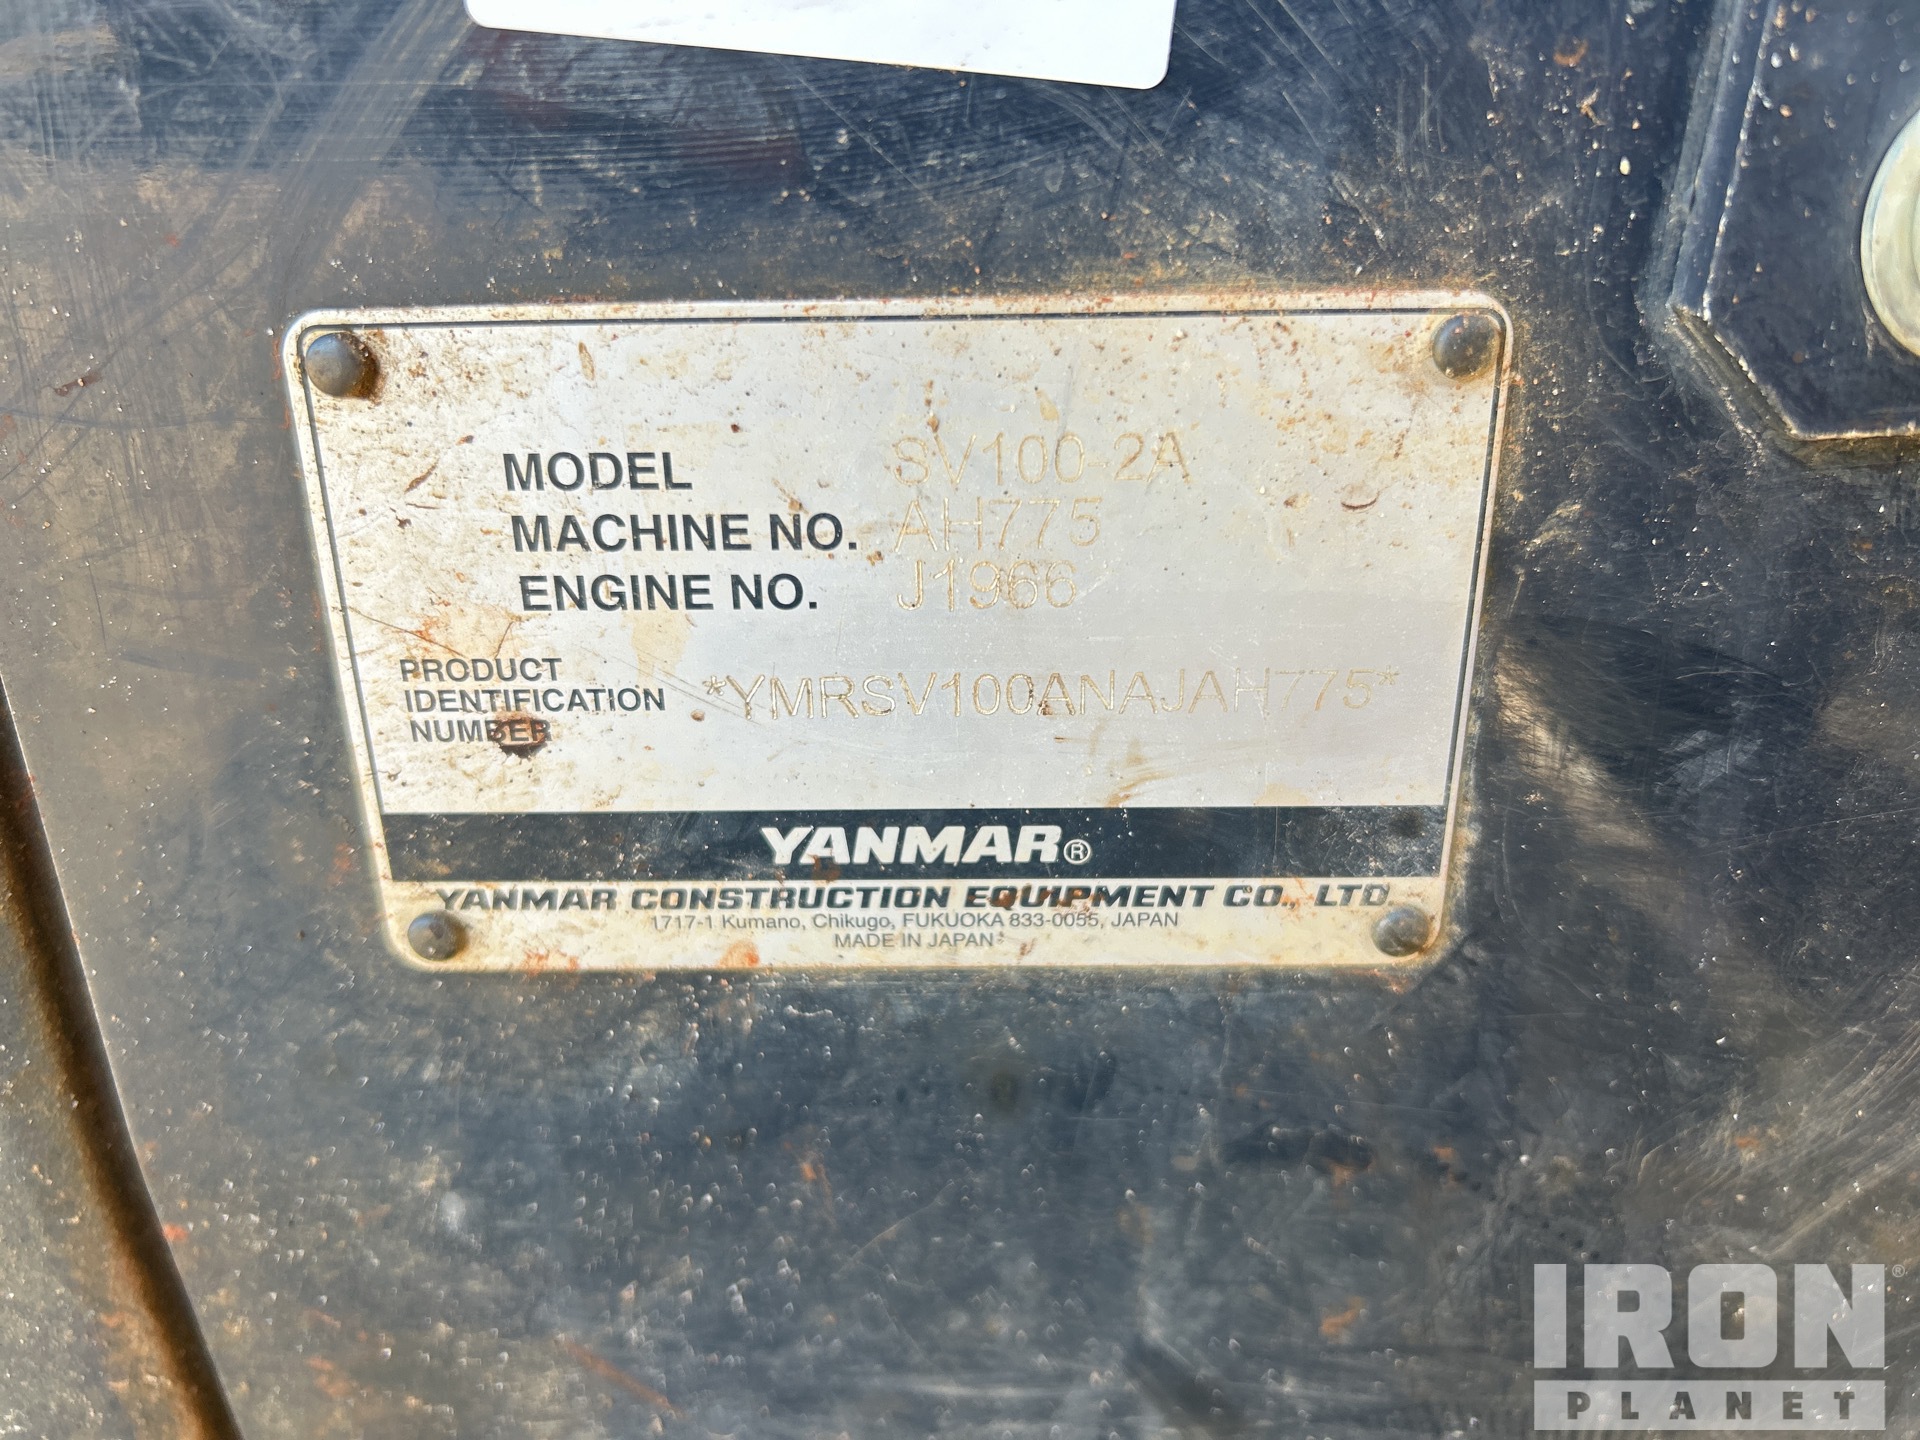 MODEL SV100-2A
MACHINE NO. AH775
ENGINE NO. J1966
PRODUCT
IDENTIFICATION
NUMBER
*YMRSV100ANAJAH775*
YANMAR®
YANMAR CONSTRUCTION EQUIPMENT CO., LTD.
1717-1 Kumano, Chikugo, FUKUOKA 833-0055, JAPAN
MADE IN JAPAN
IRON®
PLANET